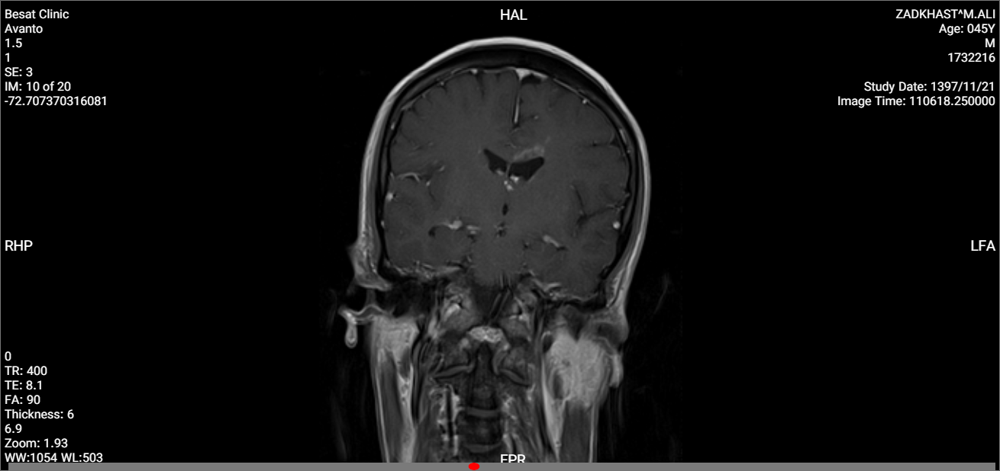 Besat Clinic
Avanto
1.5
1
SE: 3
IM: 10 of 20
-72.707370316081
HAL
ZADKHAST^M.ALI
Age: 045Y
M
1732216
Study Date: 1397/11/21
Image Time: 110618.250000
RHP
LFA
0
TR: 400
TE: 8.1
FA: 90
Thickness: 6
6.9
Zoom: 1.93
WW:1054 WL:503
FPR